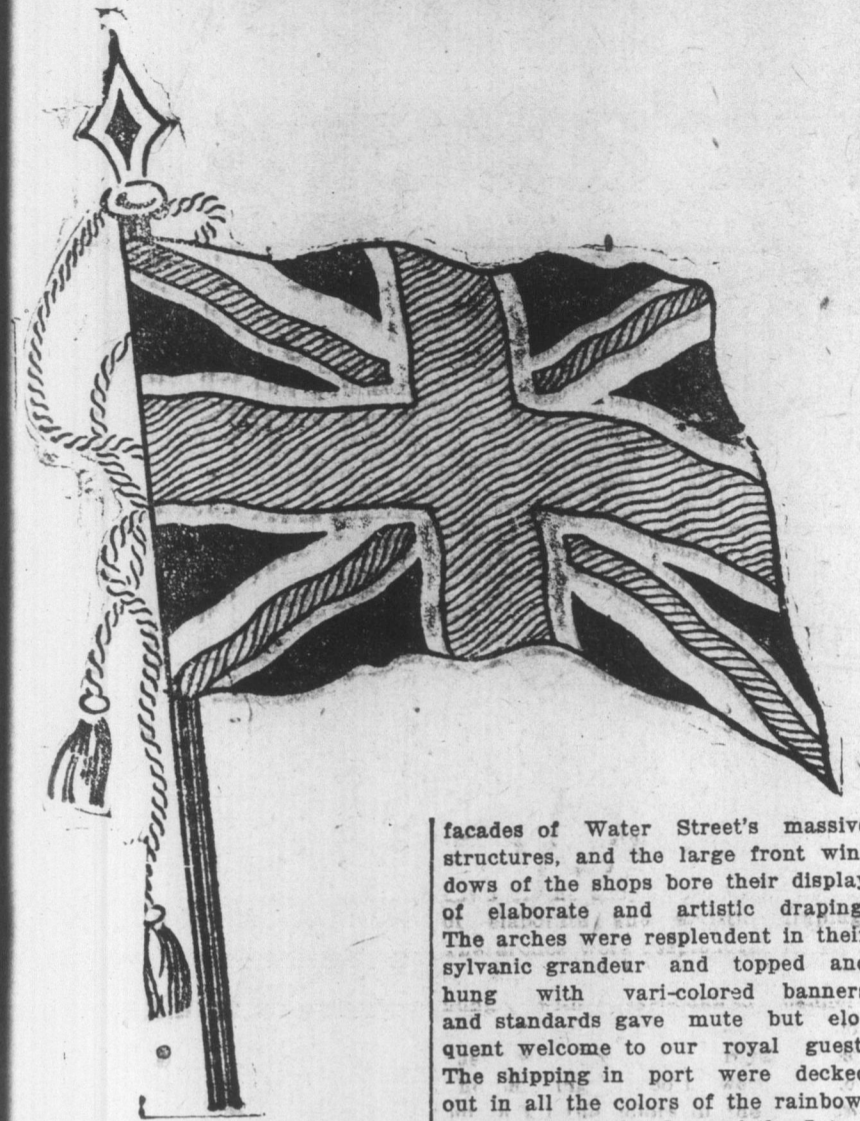 facades of Water Street's massive
structures, and the large front win-
dows of the shops bore their display
of elaborate and artistic draping.
The arches were resplendent in their
sylvanic grandeur and topped and
hung with vari-colored banners
and standards gave mute but elo-
quent welcome to our royal guest.
The shipping in port were decked
out in all the colors of the rainbow,